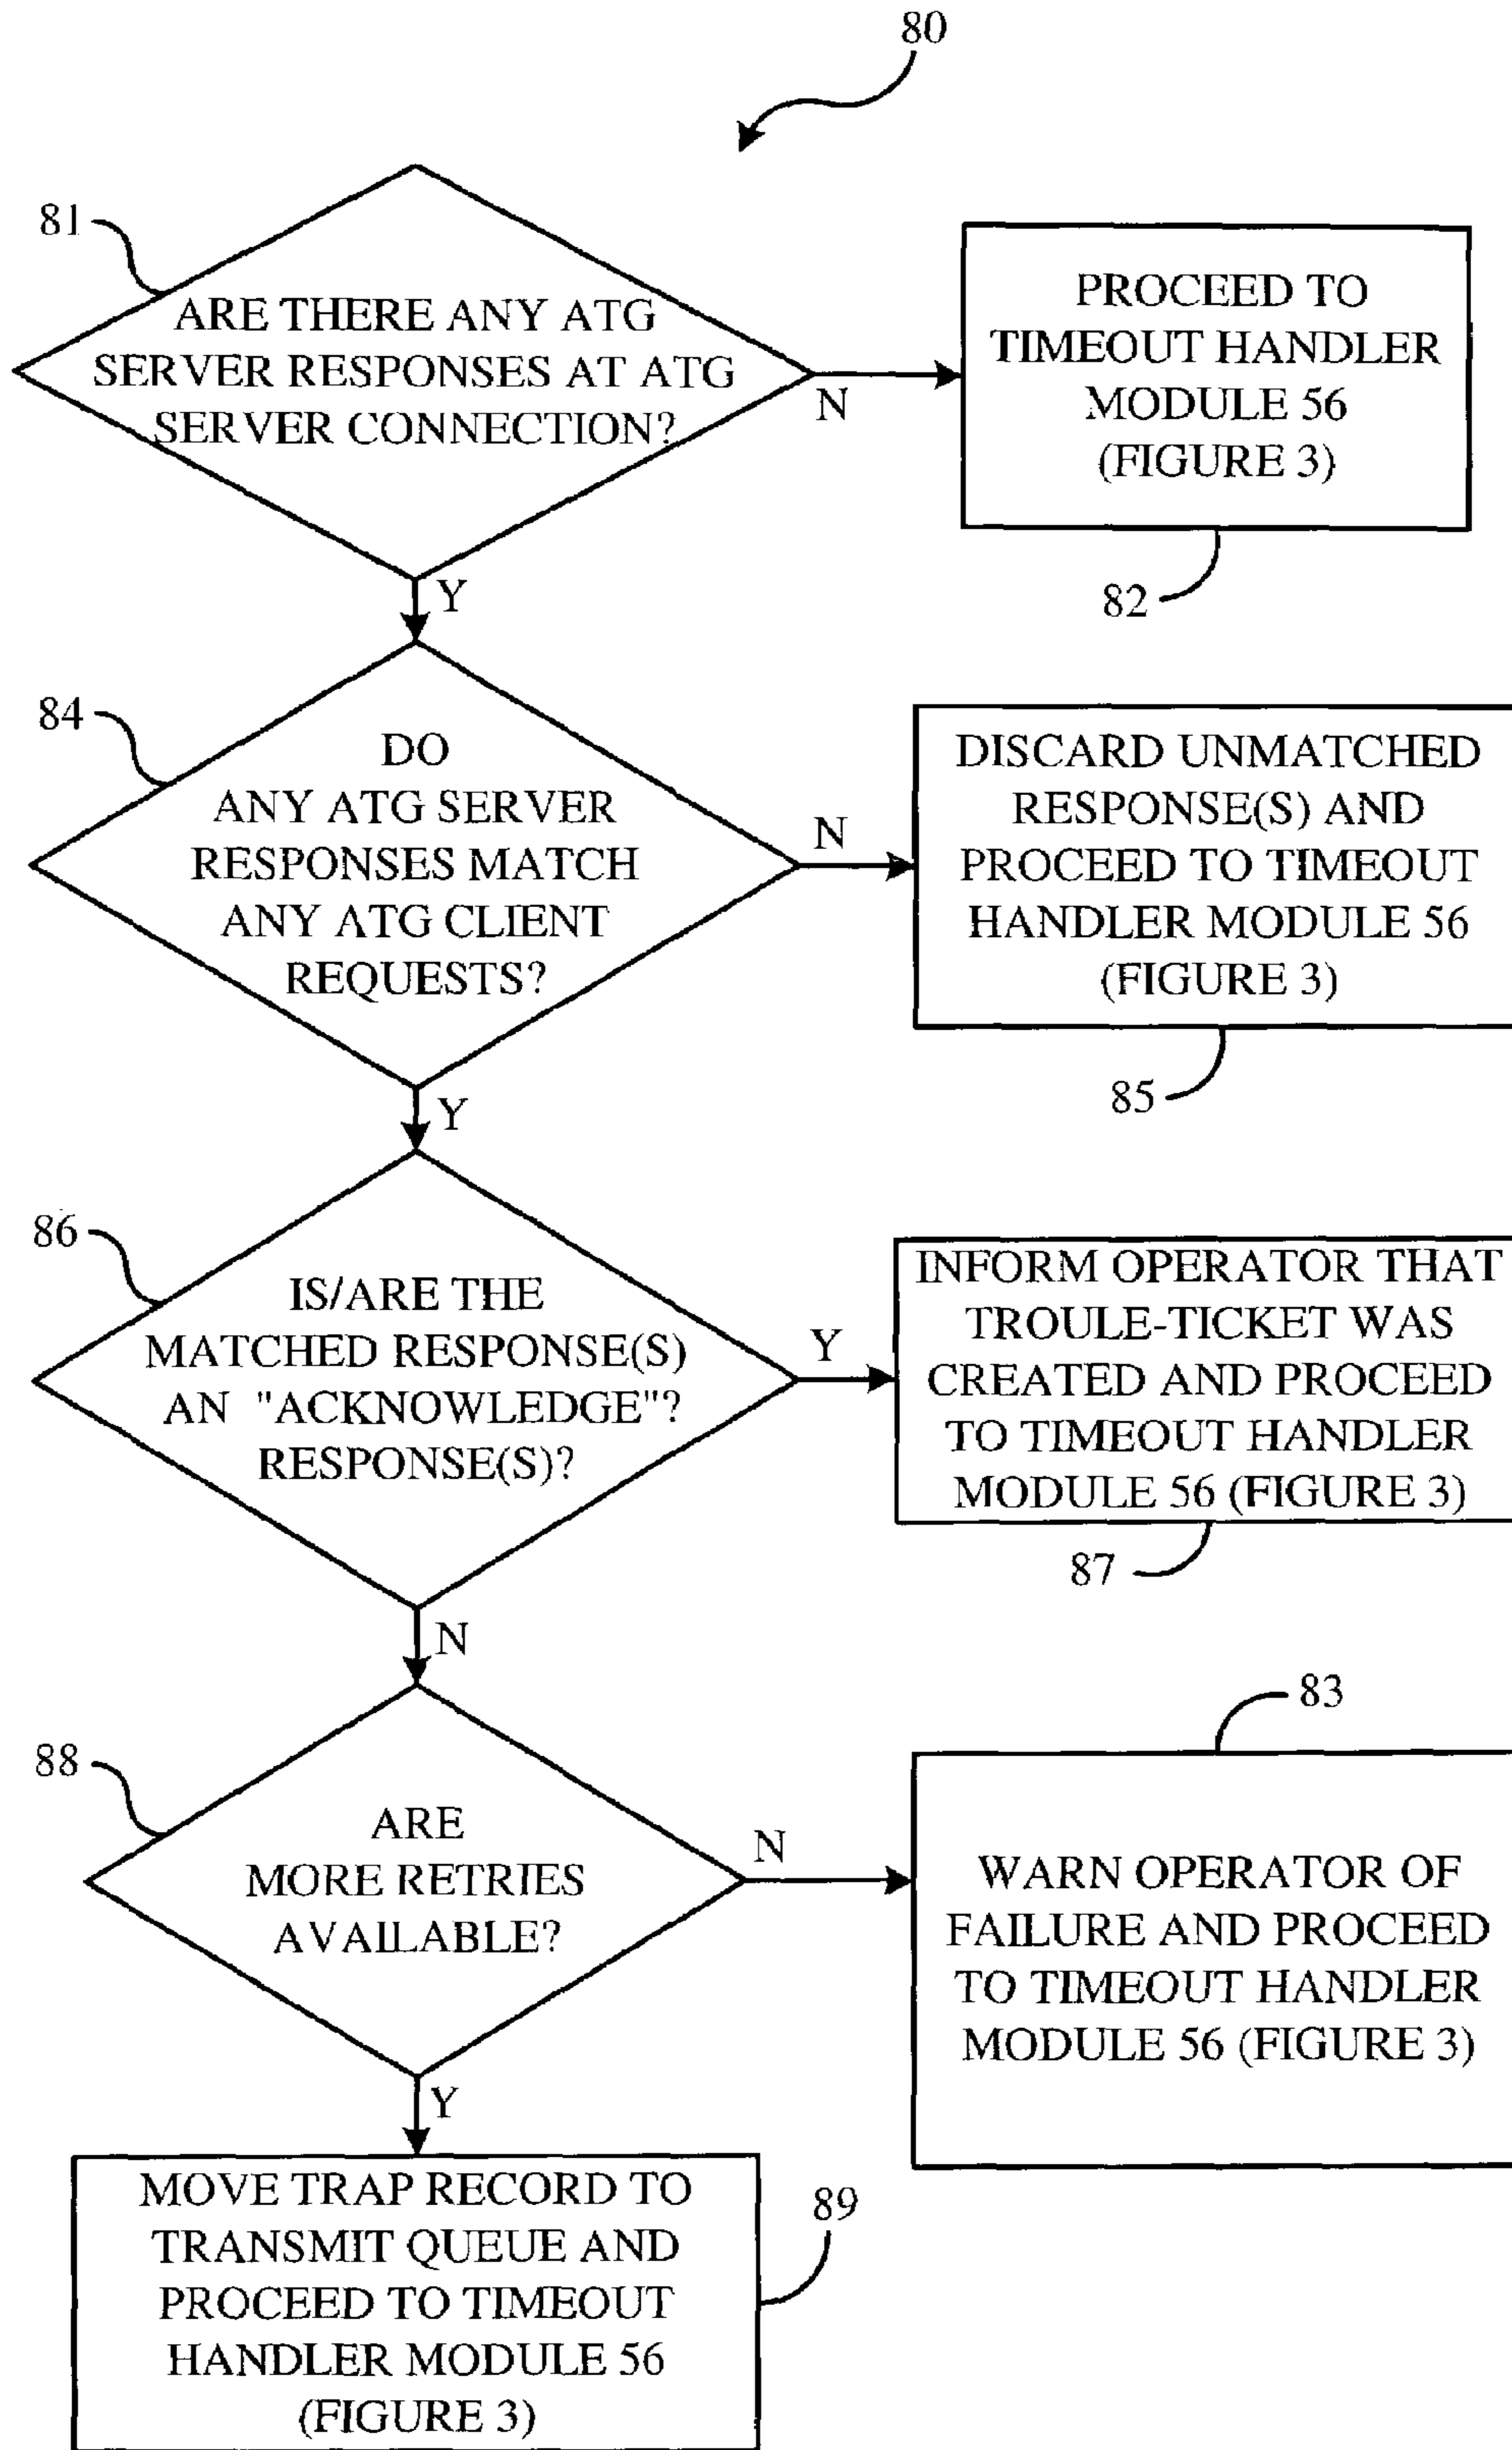 80
81
ARE THERE ANY ATG
SERVER RESPONSES AT ATG
SERVER CONNECTION?
N
PROCEED TO
TIMEOUT HANDLER
MODULE 56
(FIGURE 3)
82
Y
84
DO
ANY ATG SERVER
RESPONSES MATCH
ANY ATG CLIENT
REQUESTS?
N
DISCARD UNMATCHED
RESPONSE(S) AND
PROCEED TO TIMEOUT
HANDLER MODULE 56
(FIGURE 3)
85
Y
86
IS/ARE THE
MATCHED RESPONSE(S)
AN "ACKNOWLEDGE"?
RESPONSE(S)?
Y
INFORM OPERATOR THAT
TROULE-TICKET WAS
CREATED AND PROCEED
TO TIMEOUT HANDLER
MODULE 56 (FIGURE 3)
87
N
88
ARE
MORE RETRIES
AVAILABLE?
N
83
WARN OPERATOR OF
FAILURE AND PROCEED
TO TIMEOUT HANDLER
MODULE 56 (FIGURE 3)
Y
MOVE TRAP RECORD TO
TRANSMIT QUEUE AND
PROCEED TO TIMEOUT
HANDLER MODULE 56
(FIGURE 3)
89